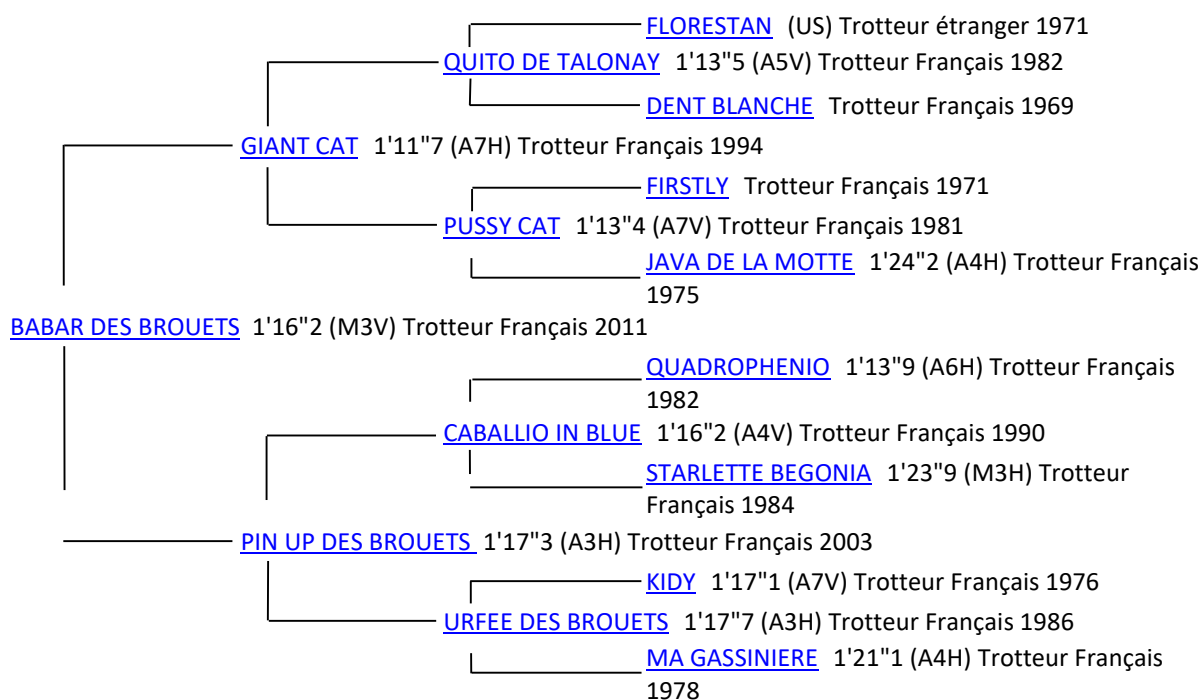 FLORESTAN (US) Trotteur étranger 1971
QUITO DE TALONAY 1'13"5 (A5V) Trotteur Français 1982
DENT BLANCHE Trotteur Français 1969
GIANT CAT 1'11"7 (A7H) Trotteur Français 1994
FIRSTLY Trotteur Français 1971
PUSSY CAT 1'13"4 (A7V) Trotteur Français 1981
JAVA DE LA MOTTE 1'24"2 (A4H) Trotteur Français
1975
BABAR DES BROUETS 1'16"2 (M3V) Trotteur Français 2011
QUADROPHENIO 1'13"9 (A6H) Trotteur Français
1982
CABALLIO IN BLUE 1'16"2 (A4V) Trotteur Français 1990
STARLETTE BEGONIA 1'23"9 (M3H) Trotteur
Français 1984
PIN UP DES BROUETS 1'17"3 (A3H) Trotteur Français 2003
KIDY 1'17"1 (A7V) Trotteur Français 1976
URFEE DES BROUETS 1'17"7 (A3H) Trotteur Français 1986
MA GASSINIERE 1'21"1 (A4H) Trotteur Français
1978